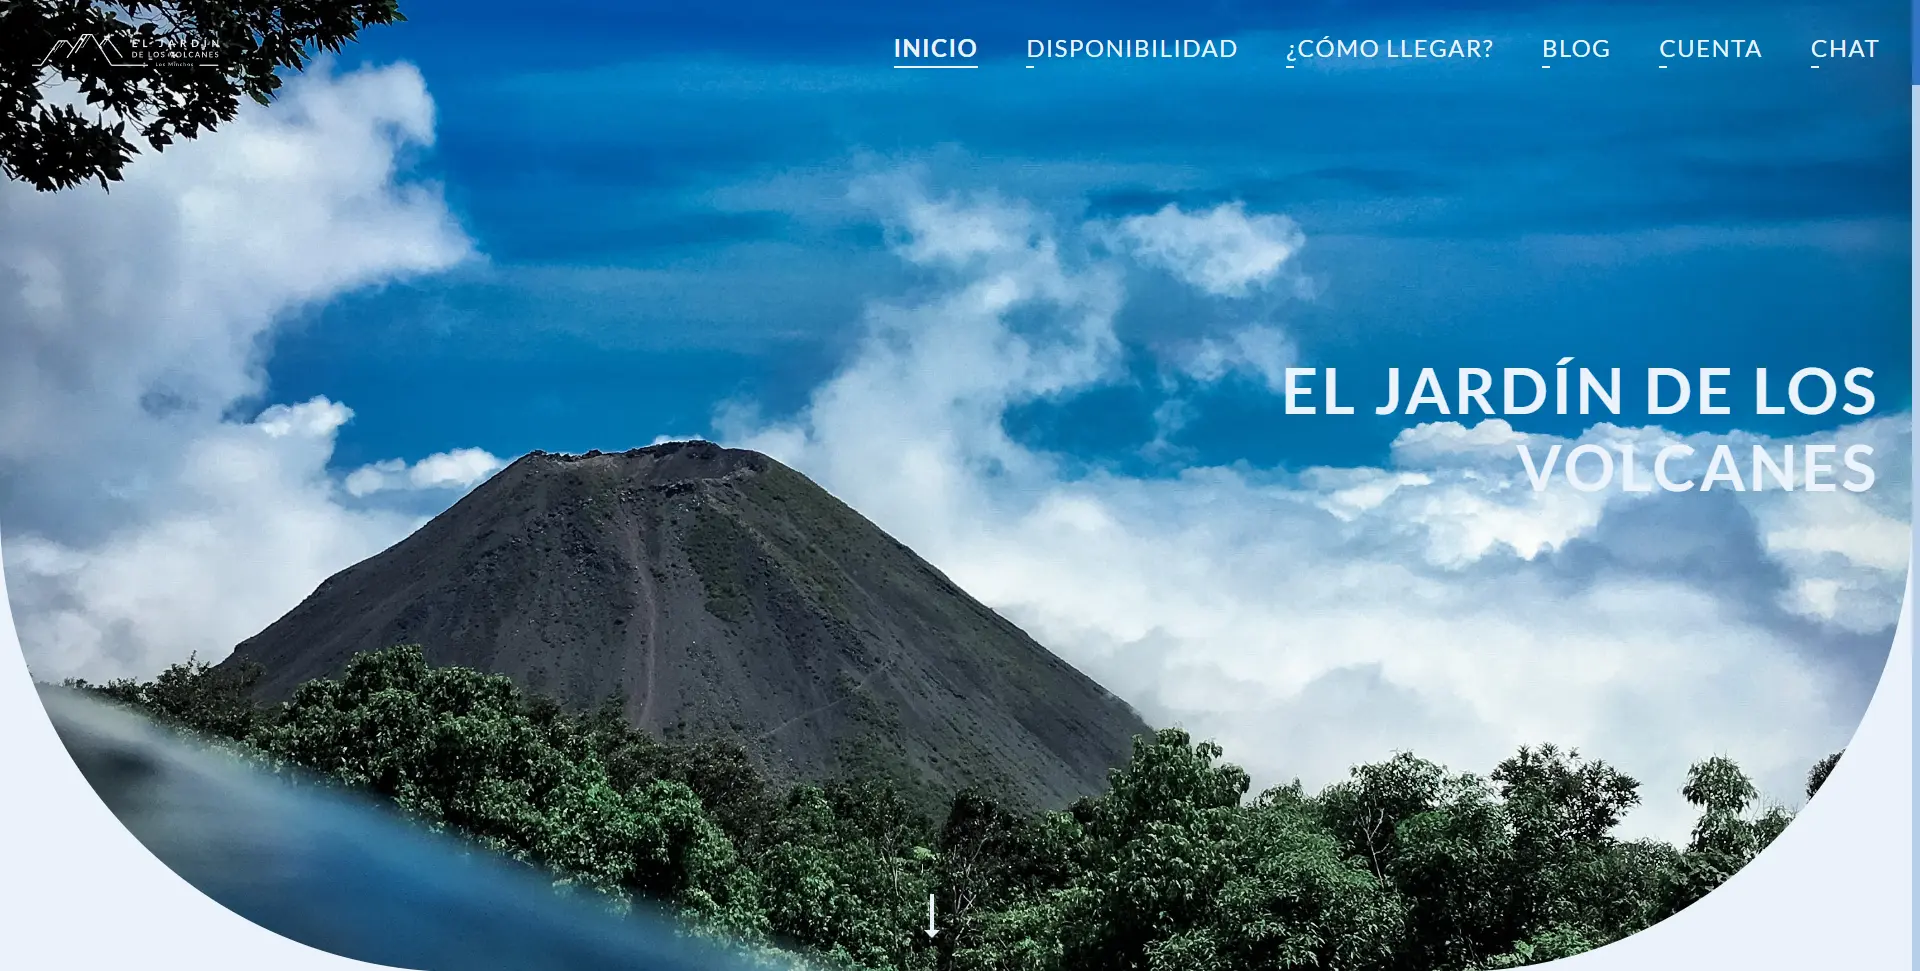 EL JARDÍN
DE LOS VOLCANES
Los Minchos
INICIO
DISPONIBILIDAD
¿CÓMO LLEGAR?
BLOG
CUENTA
CHAT
EL JARDÍN DE LOS
VOLCANES